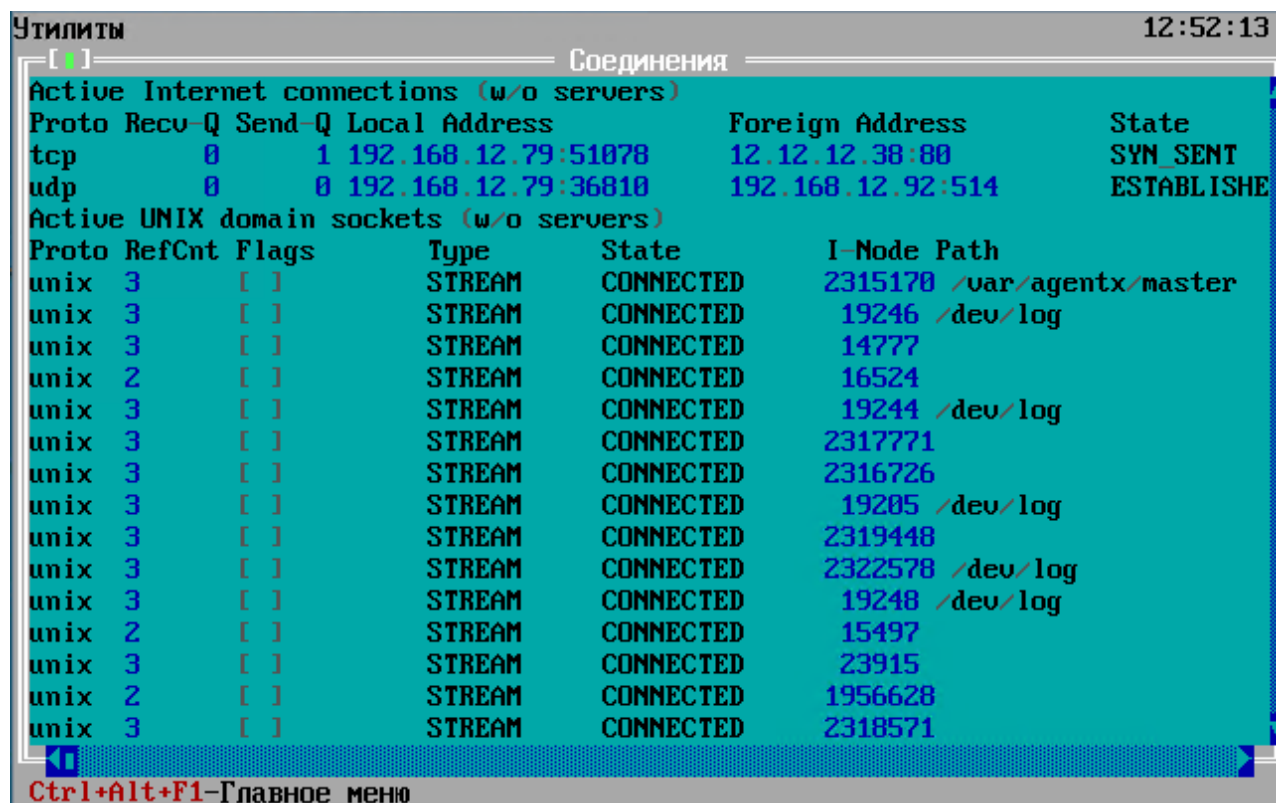 Утилиты 12:52:13
[ ] Соединения
Active Internet connections (w/o servers)
Proto Recv-Q Send-Q Local Address Foreign Address State
tcp 0 1 192.168.12.79:51078 12.12.12.38:80 SYN_SENT
udp 0 0 192.168.12.79:36810 192.168.12.92:514 ESTABLISHE
Active UNIX domain sockets (w/o servers)
Proto RefCnt Flags Type State I-Node Path
unix 3 [ ] STREAM CONNECTED 2315170 /var/agentx/master
unix 3 [ ] STREAM CONNECTED 19246 /dev/log
unix 3 [ ] STREAM CONNECTED 14777
unix 2 [ ] STREAM CONNECTED 16524
unix 3 [ ] STREAM CONNECTED 19244 /dev/log
unix 3 [ ] STREAM CONNECTED 2317771
unix 3 [ ] STREAM CONNECTED 2316726
unix 3 [ ] STREAM CONNECTED 19205 /dev/log
unix 3 [ ] STREAM CONNECTED 2319448
unix 3 [ ] STREAM CONNECTED 2322578 /dev/log
unix 3 [ ] STREAM CONNECTED 19248 /dev/log
unix 2 [ ] STREAM CONNECTED 15497
unix 3 [ ] STREAM CONNECTED 23915
unix 2 [ ] STREAM CONNECTED 1956628
unix 3 [ ] STREAM CONNECTED 2318571
Ctrl+Alt+F1-Главное меню